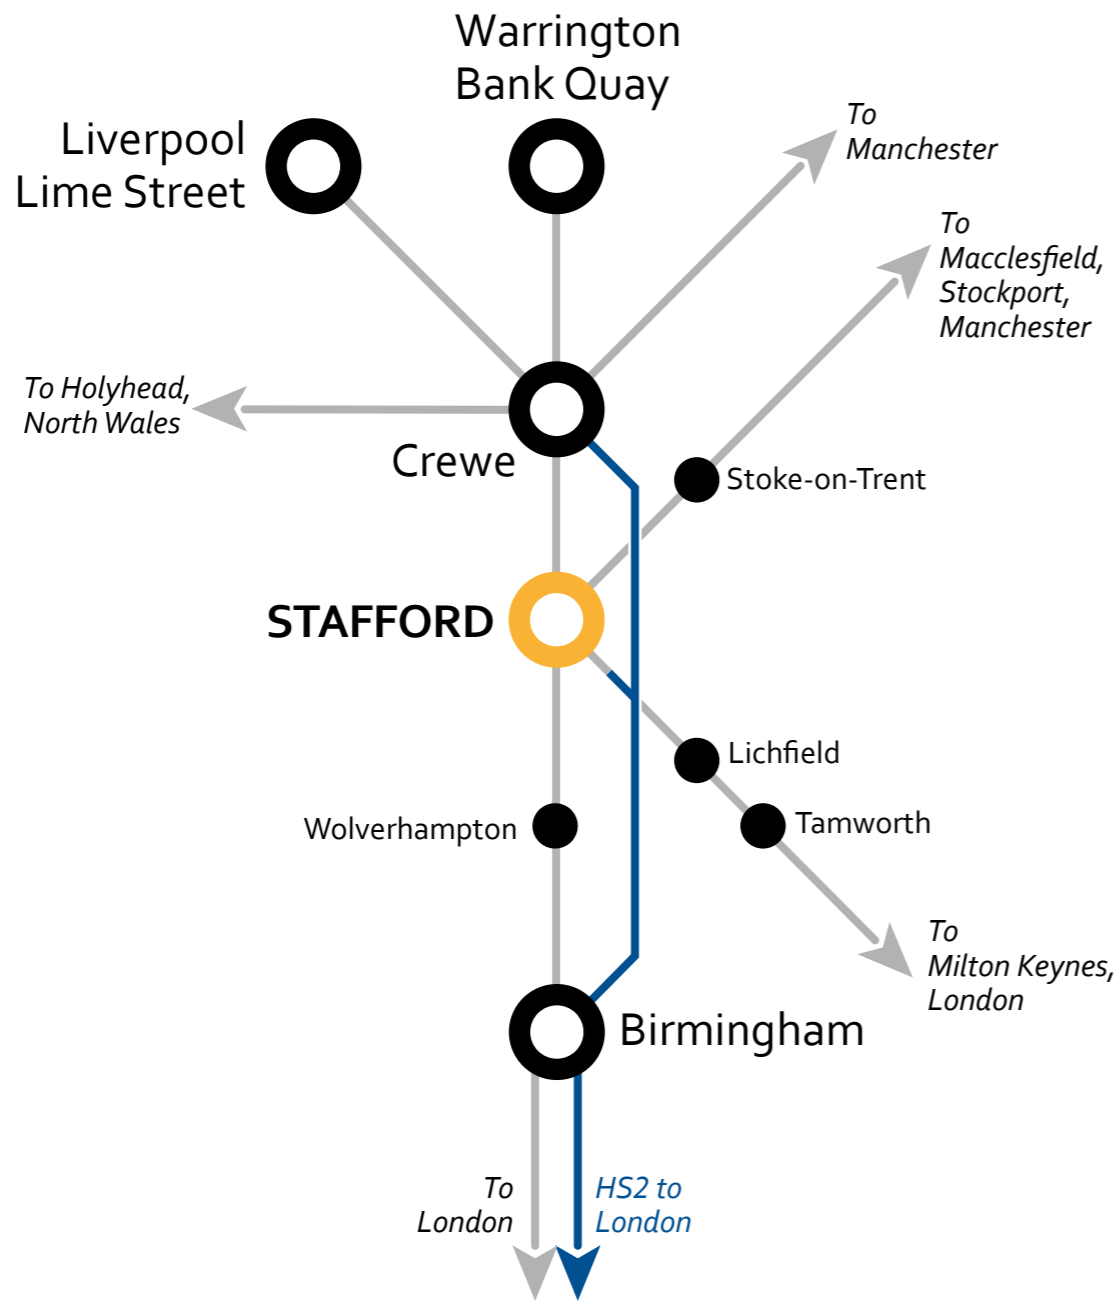 Warrington
Bank Quay
Liverpool
Lime Street
To
Manchester
To
Macclesfield,
Stockport,
Manchester
To Holyhead,
North Wales
Crewe
Stoke-on-Trent
STAFFORD
Lichfield
Wolverhampton
Tamworth
To
Milton Keynes,
London
Birmingham
To
London
HS2 to
London